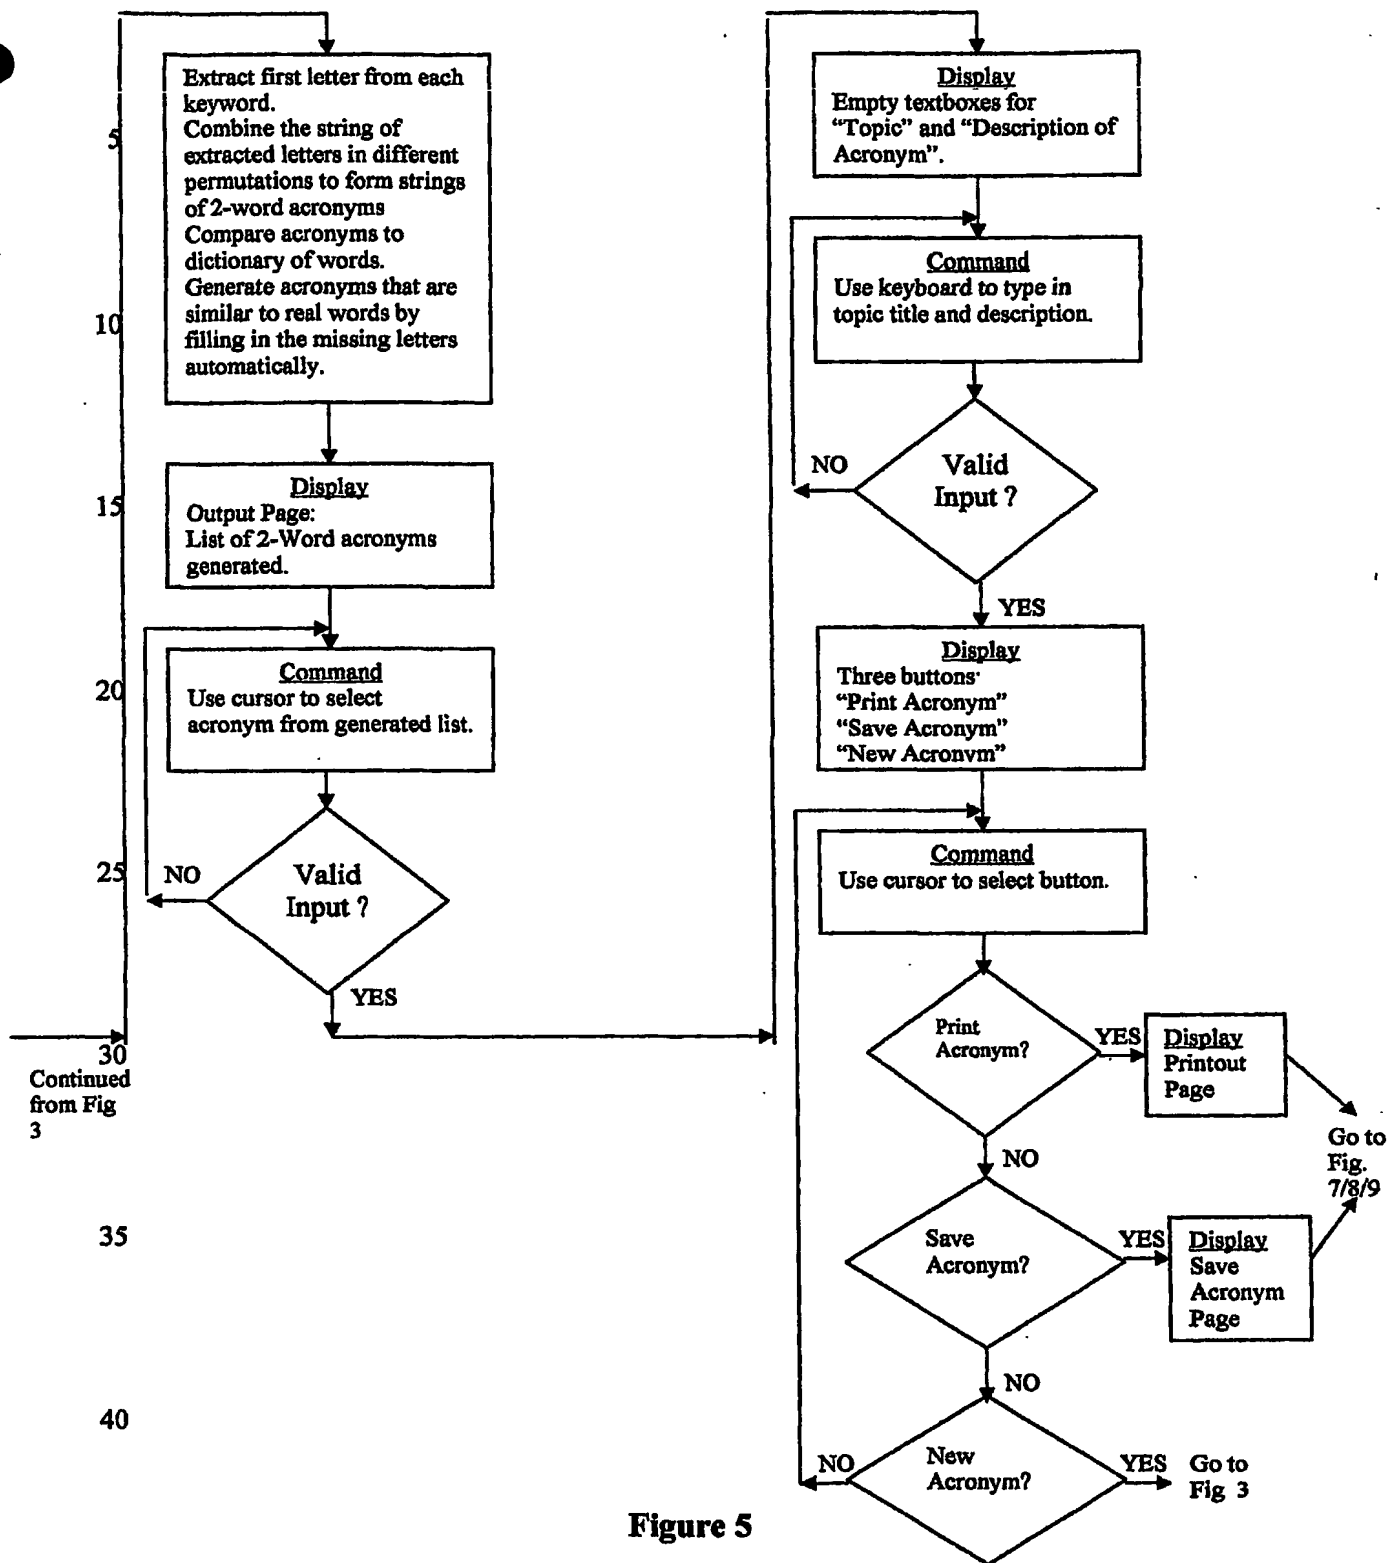 Extract first letter from each
keyword.
Combine the string of
extracted letters in different
permutations to form strings
of 2-word acronyms
Compare acronyms to
dictionary of words.
Generate acronyms that are
similar to real words by
filling in the missing letters
automatically.
Display
Output Page:
List of 2-Word acronyms
generated.
Command
Use cursor to select
acronym from generated list.
Valid
Input ?
NO
YES
5
10
15
20
25
30
Continued
from Fig
3
35
40
Display
Empty textboxes for
“Topic” and “Description of
Acronym”.
Command
Use keyboard to type in
topic title and description.
Valid
Input ?
NO
YES
Display
Three buttons:
“Print Acronym”
“Save Acronym”
“New Acronym”
Command
Use cursor to select button.
Print
Acronym?
YES
Display
Printout
Page
NO
Go to
Fig.
7/8/9
Save
Acronym?
YES
Display
Save
Acronym
Page
NO
New
Acronym?
NO
YES
Go to
Fig 3
Figure 5